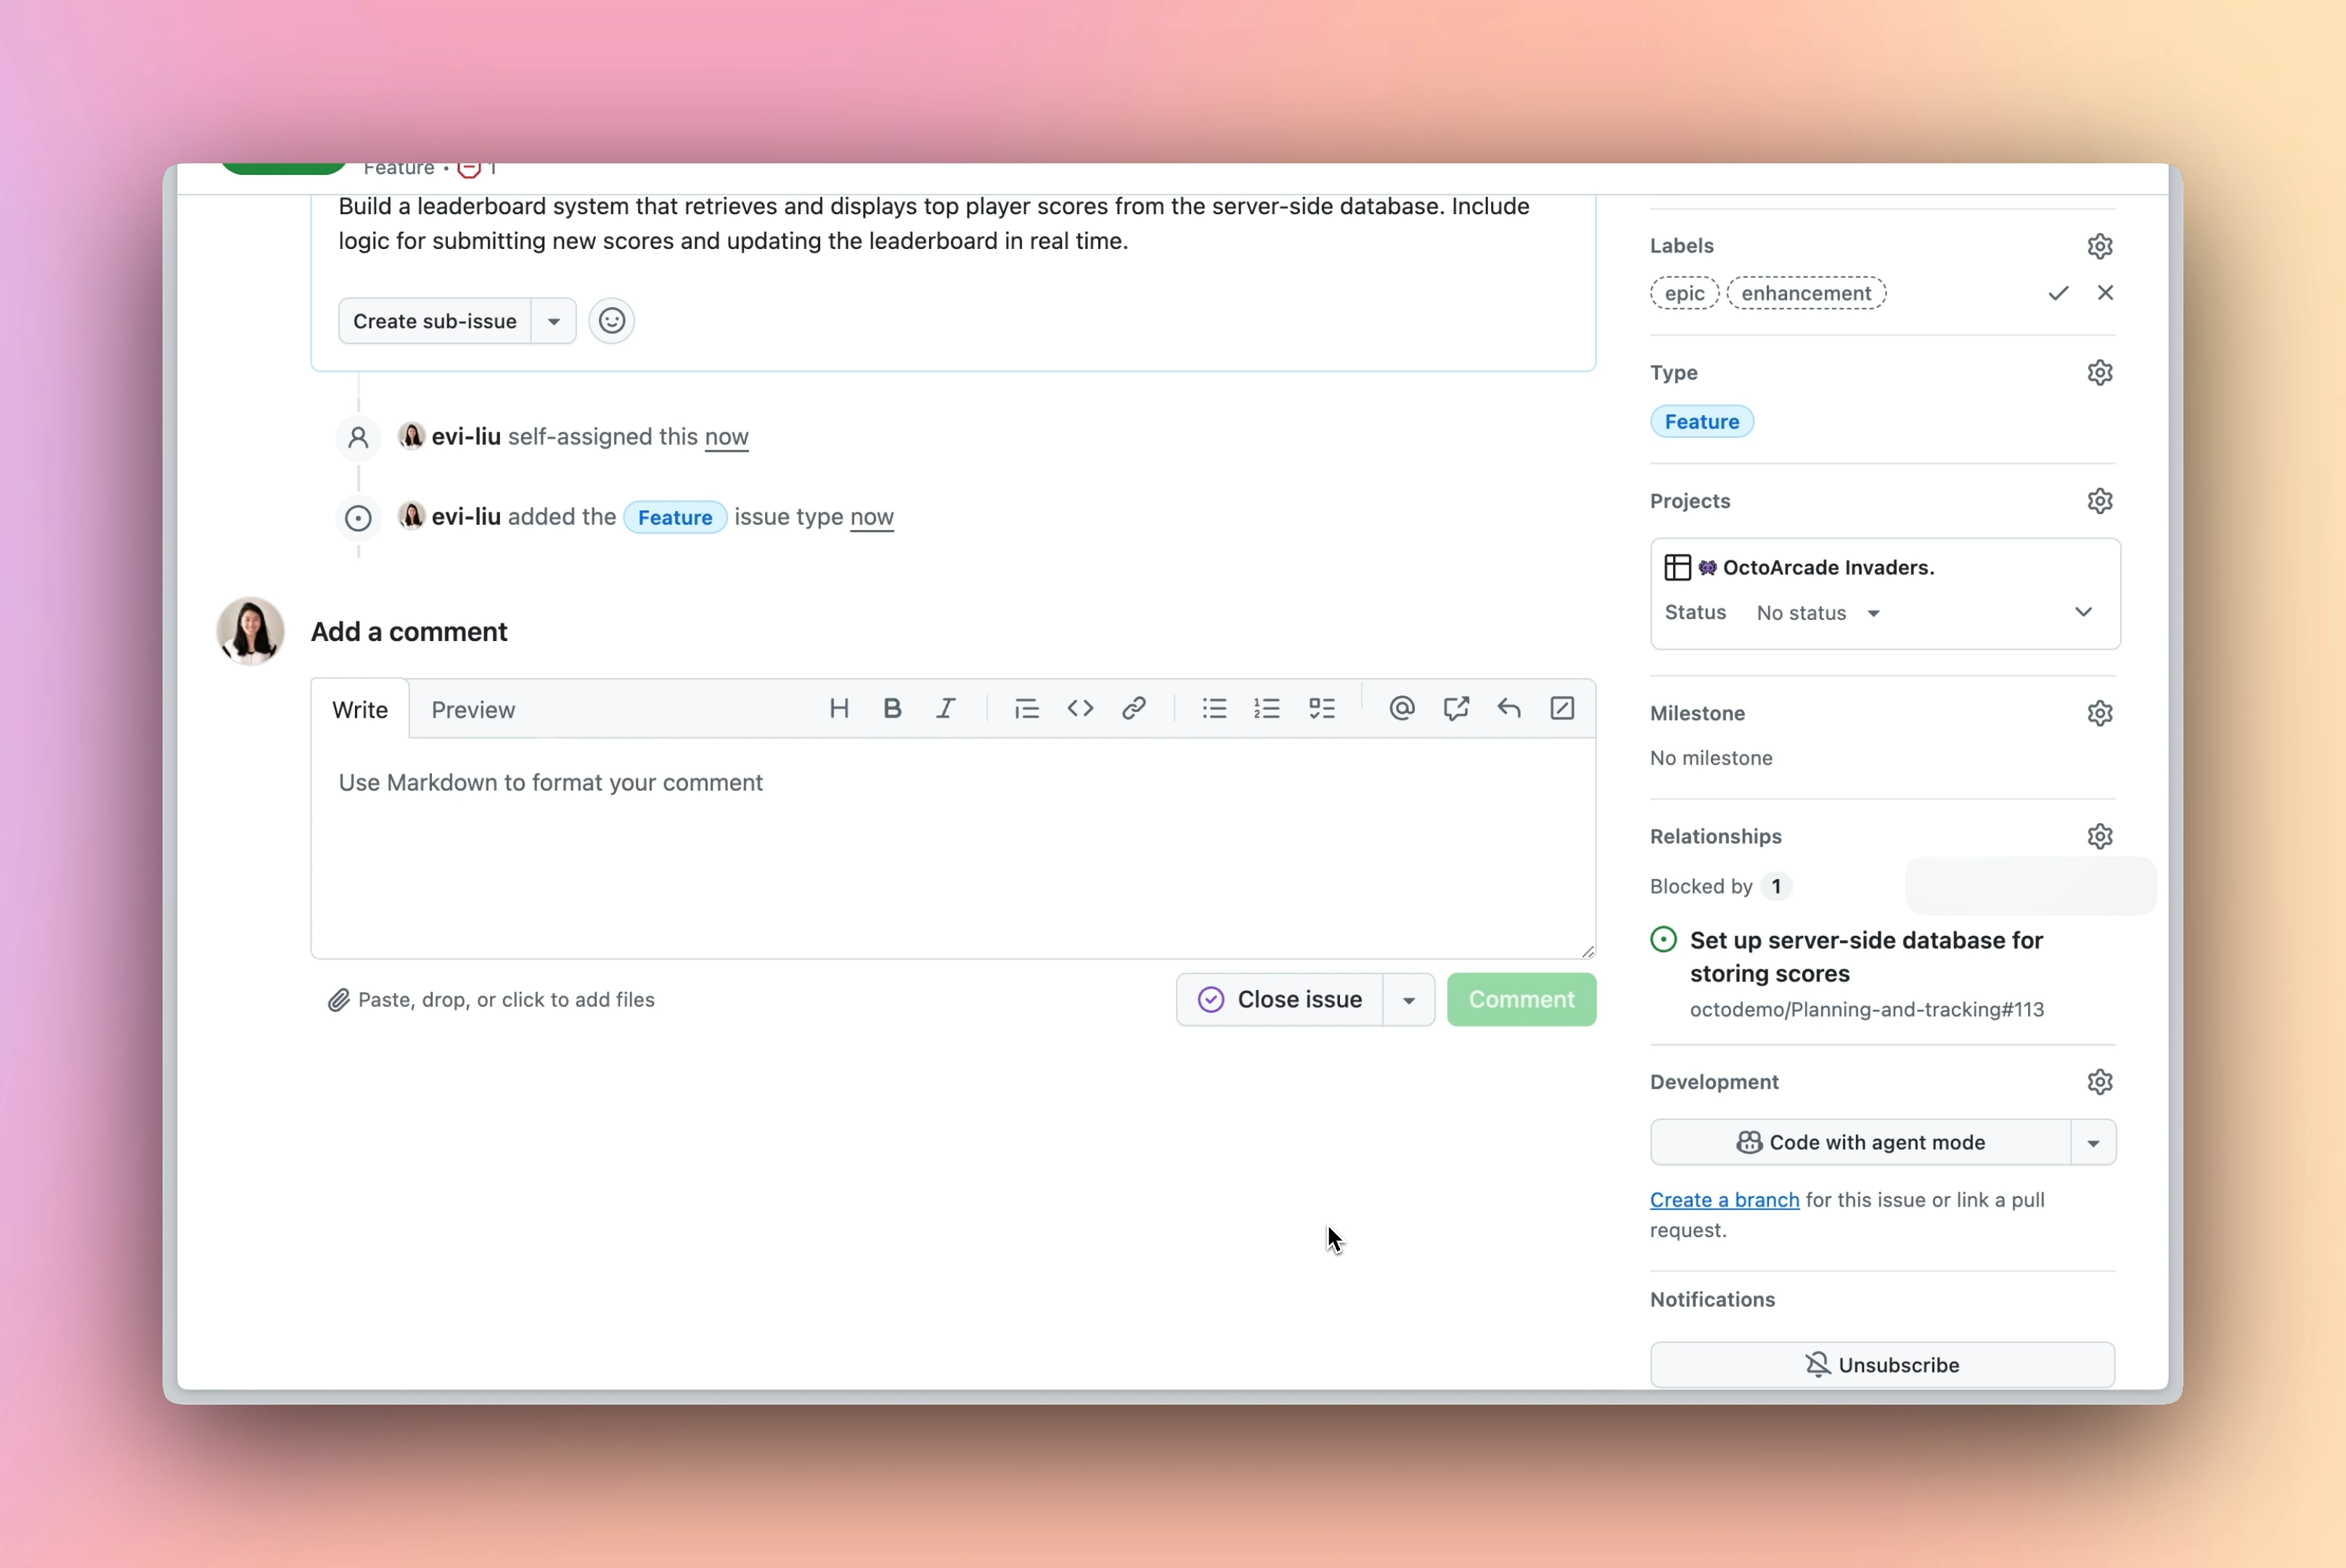 Feature • 1
Build a leaderboard system that retrieves and displays top player scores from the server-side database. Include
logic for submitting new scores and updating the leaderboard in real time.
Create sub-issue
evi-liu self-assigned this now
evi-liu added the Feature issue type now
Add a comment
Write
Preview
Use Markdown to format your comment
Paste, drop, or click to add files
Close issue
Comment
Labels
epic
enhancement
Type
Feature
Projects
OctoArcade Invaders.
Status No status
Milestone
No milestone
Relationships
Blocked by 1
Set up server-side database for
storing scores
octodemo/Planning-and-tracking#113
Development
Code with agent mode
Create a branch for this issue or link a pull
request.
Notifications
Unsubscribe